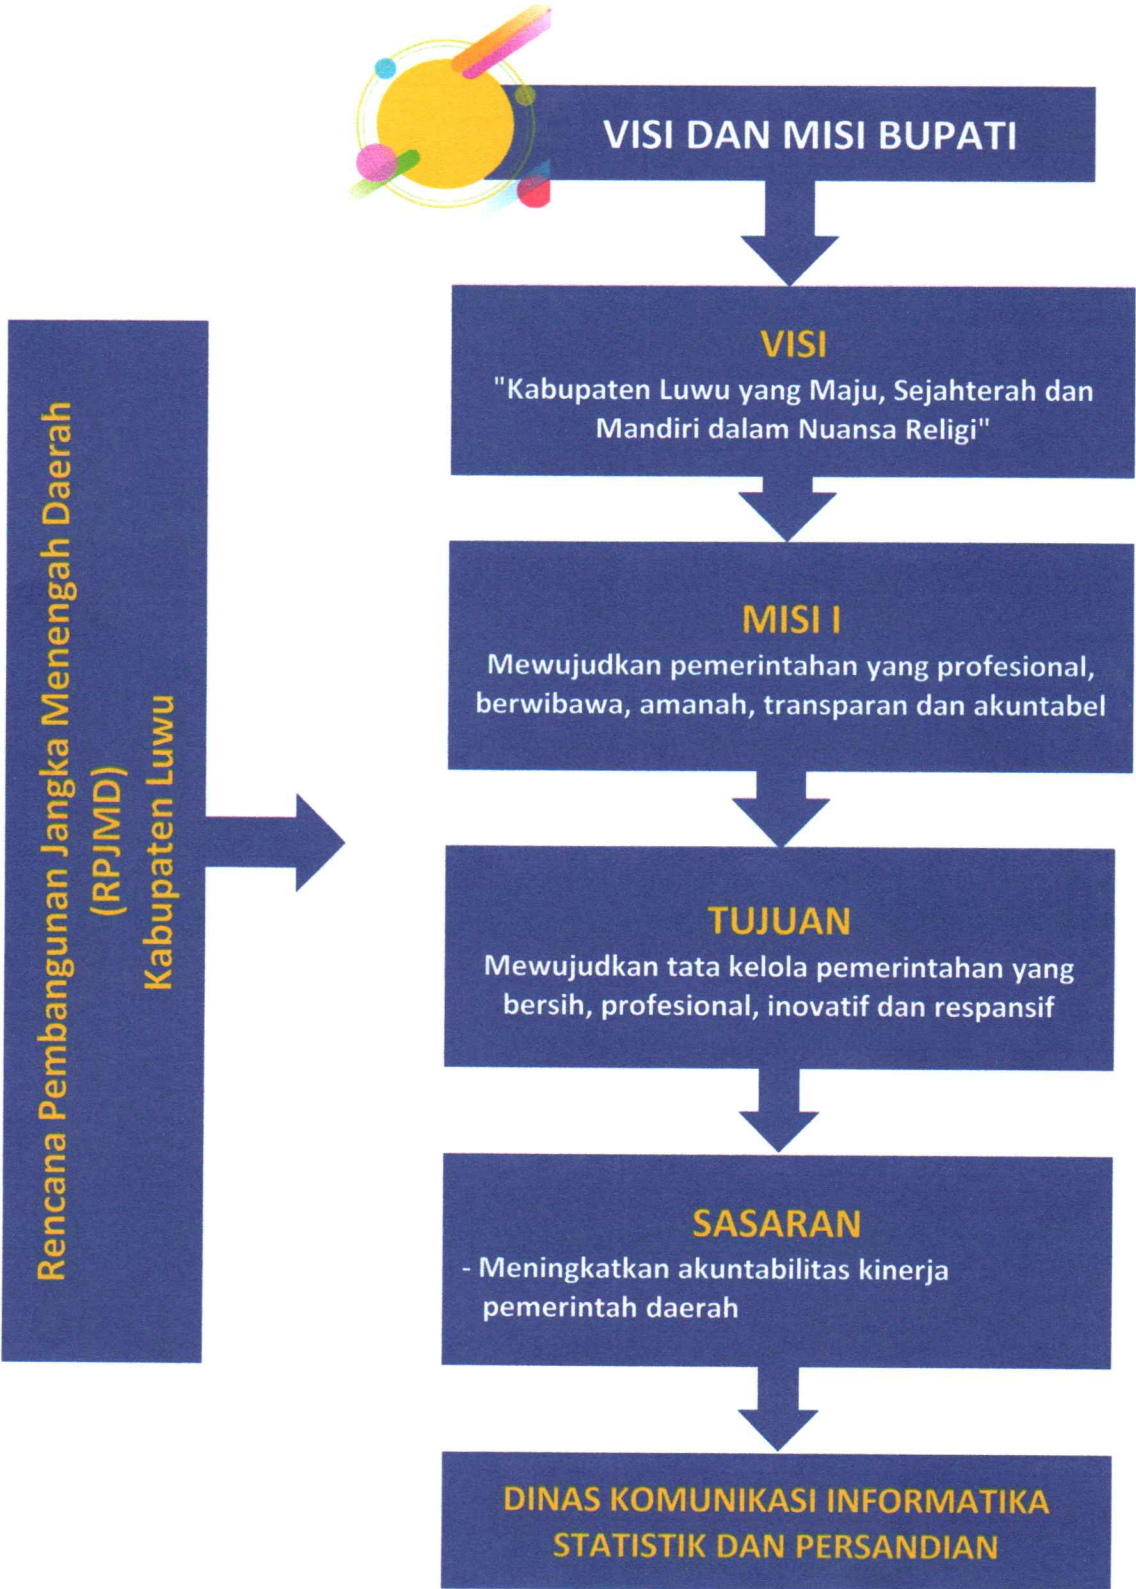 VISI DAN MISI BUPATI
VISI
"Kabupaten Luwu yang Maju, Sejahterah dan
Mandiri dalam Nuansa Religi"
MISI I
Mewujudkan pemerintahan yang profesional,
berwibawa, amanah, transparan dan akuntabel
TUJUAN
Mewujudkan tata kelola pemerintahan yang
bersih, profesional, inovatif dan respansif
SASARAN
- Meningkatkan akuntabilitas kinerja
pemerintah daerah
DINAS KOMUNIKASI INFORMATIKA
STATISTIK DAN PERSANDIAN
Rencana Pembangunan Jangka Menengah Daerah
(RPJMD)
Kabupaten Luwu